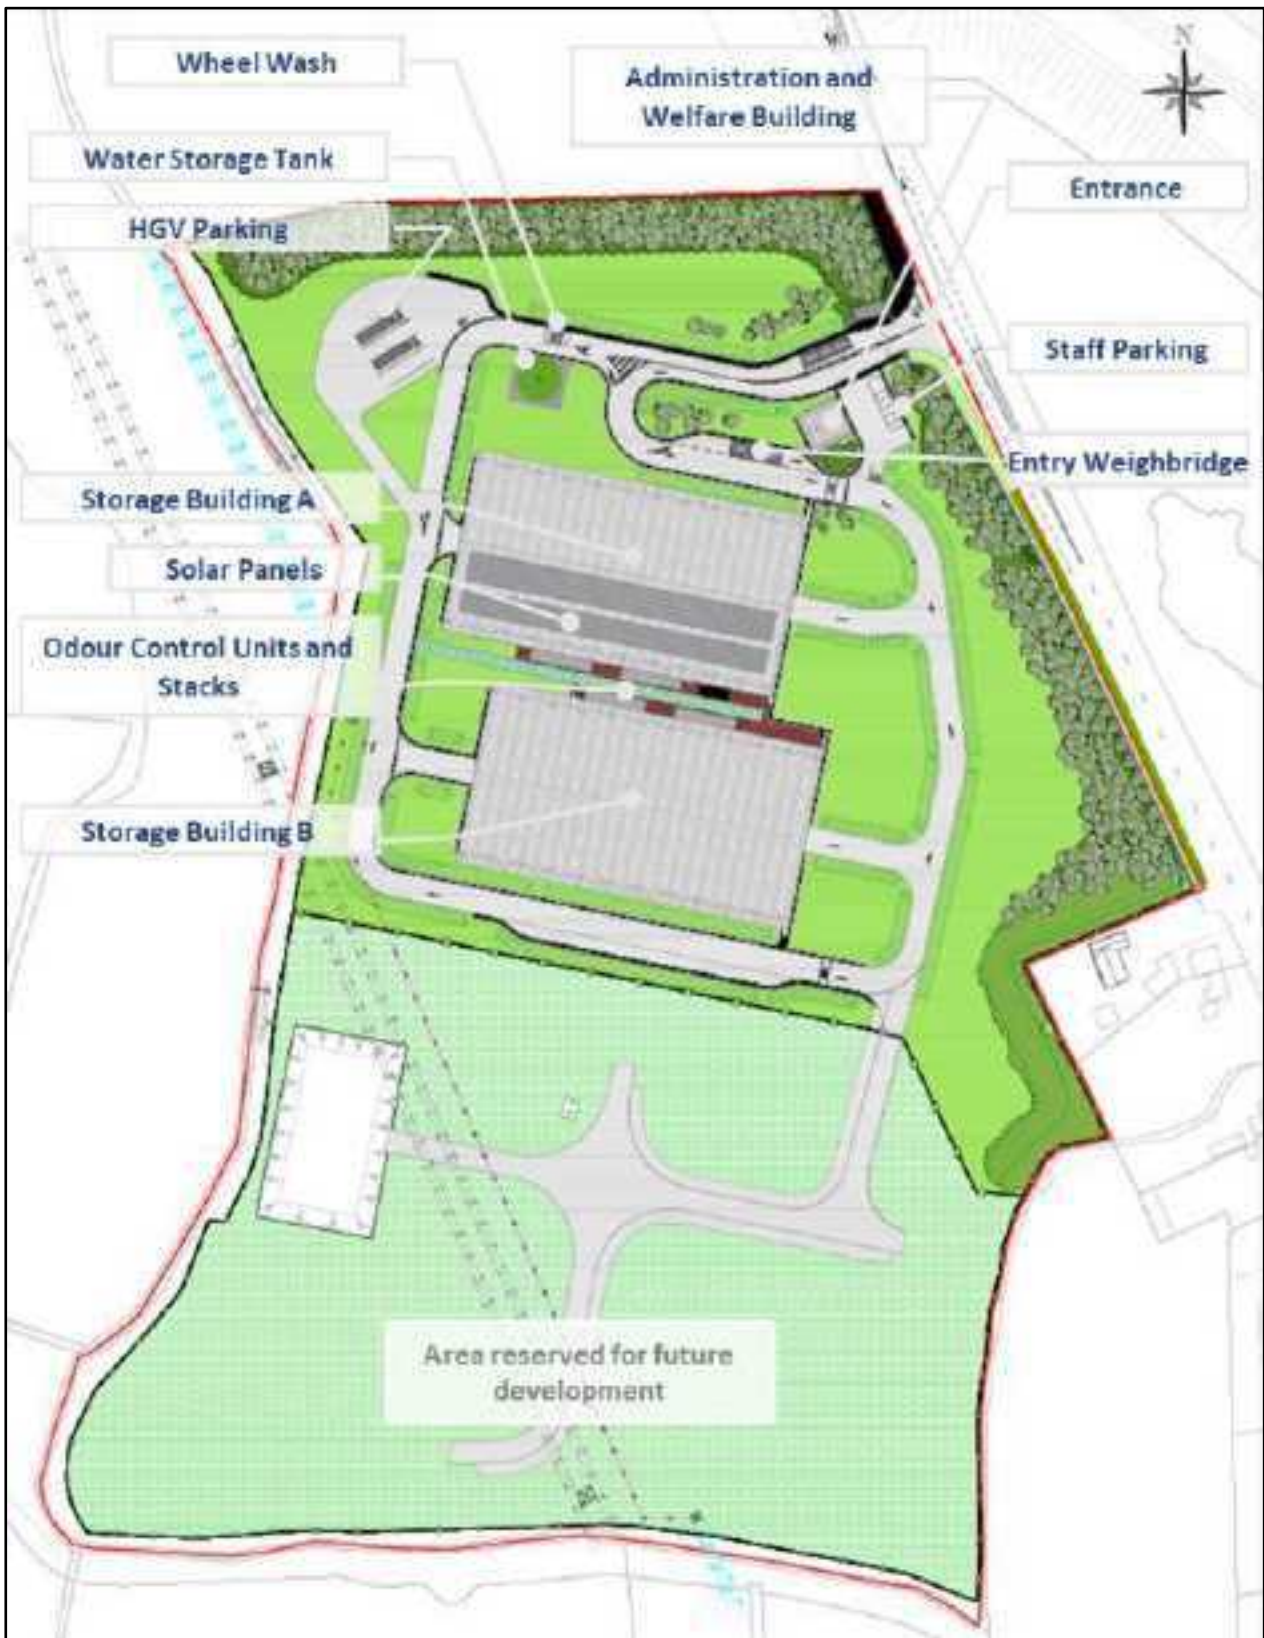 N
Wheel Wash
Administration and
Welfare Building
Water Storage Tank
Entrance
HGV Parking
Staff Parking
Entry Weighbridge
Storage Building A
Solar Panels
Odour Control Units and
Stacks
Storage Building B
Area reserved for future
development